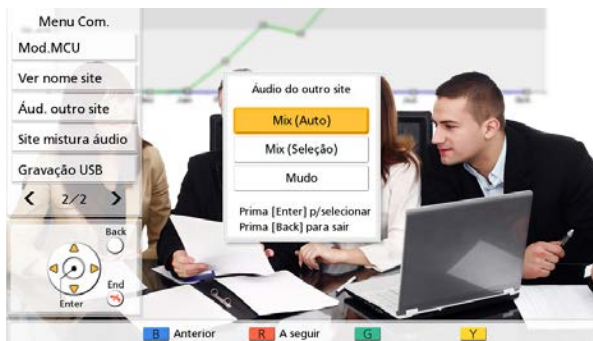 Menu Com.
Mod.MCU
Ver nome site
Áud. outro site
Site mistura áudio
Gravação USB
2/2
Back
End
Enter
Áudio do outro site
Mix (Auto)
Mix (Seleção)
Mudo
Prima [Enter] p/selecionar
Prima [Back] para sair
B Anterior R A seguir G Y